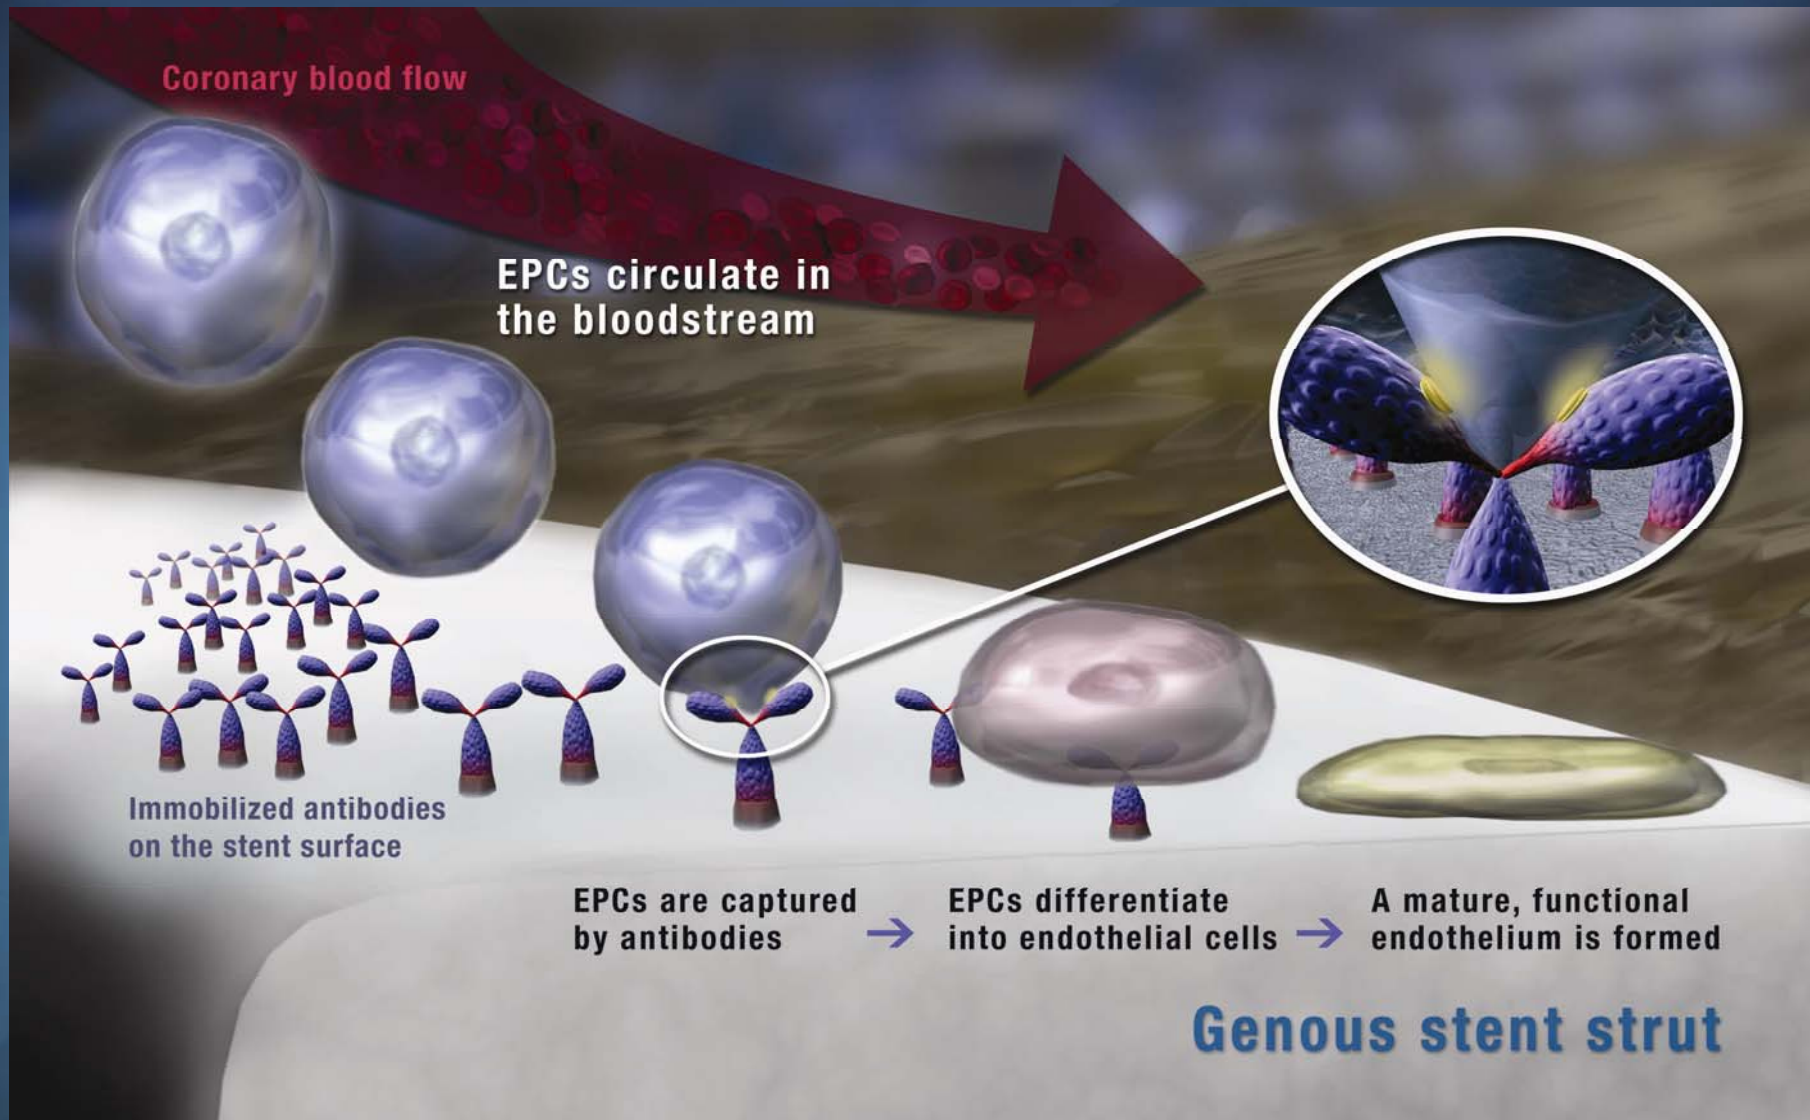 Coronary blood flow
EPCs circulate in
the bloodstream
Immobilized antibodies
on the stent surface
EPCs are captured
by antibodies
EPCs differentiate
into endothelial cells
A mature, functional
endothelium is formed
Genous stent strut